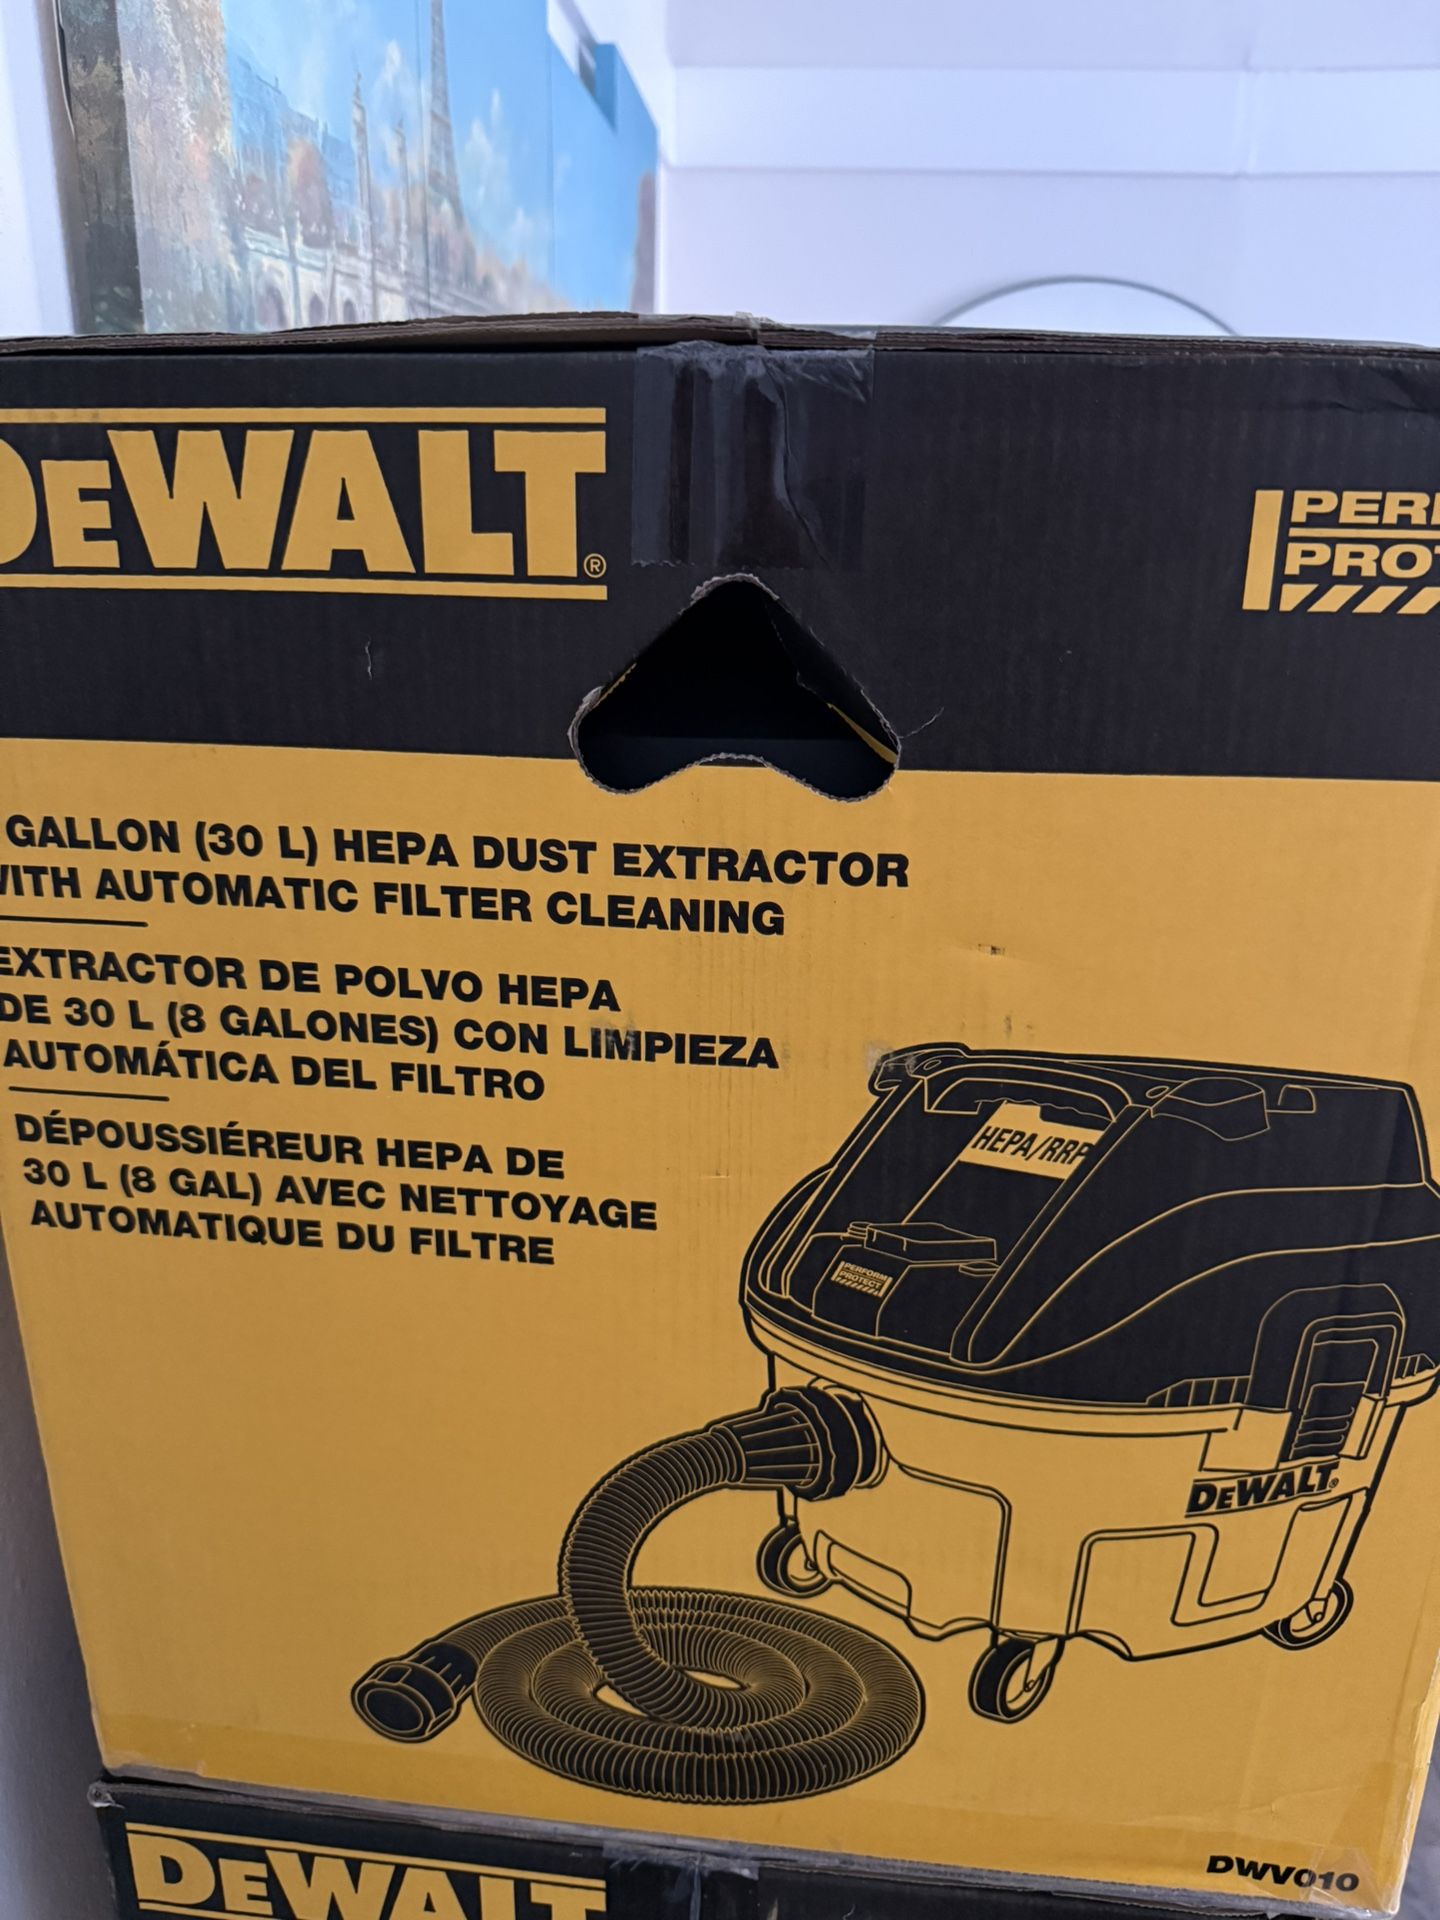 DEWALT®
PERF
PROT
GALLON (30 L) HEPA DUST EXTRACTOR
WITH AUTOMATIC FILTER CLEANING
EXTRACTOR DE POLVO HEPA
DE 30 L (8 GALONES) CON LIMPIEZA
AUTOMÁTICA DEL FILTRO
DÉPOUSSIÉREUR HEPA DE
30 L (8 GAL) AVEC NETTOYAGE
AUTOMATIQUE DU FILTRE
HEPA/RRP
PERFORM
PROTECT
DEWALT®
DWV010
DEWALT